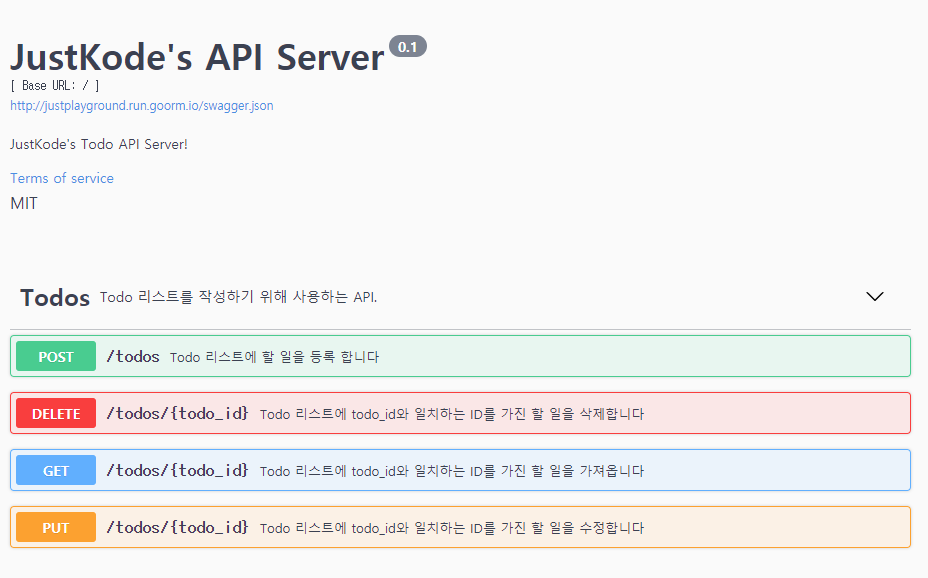 JustKode's API Server 0.1
[ Base URL: / ]
http://justplayground.run.goorm.io/swagger.json
JustKode's Todo API Server!
Terms of service
MIT
Todos Todo 리스트를 작성하기 위해 사용하는 API.
POST /todos Todo 리스트에 할 일을 등록 합니다
DELETE /todos/{todo_id} Todo 리스트에 todo_id와 일치하는 ID를 가진 할 일을 삭제합니다
GET /todos/{todo_id} Todo 리스트에 todo_id와 일치하는 ID를 가진 할 일을 가져옵니다
PUT /todos/{todo_id} Todo 리스트에 todo_id와 일치하는 ID를 가진 할 일을 수정합니다